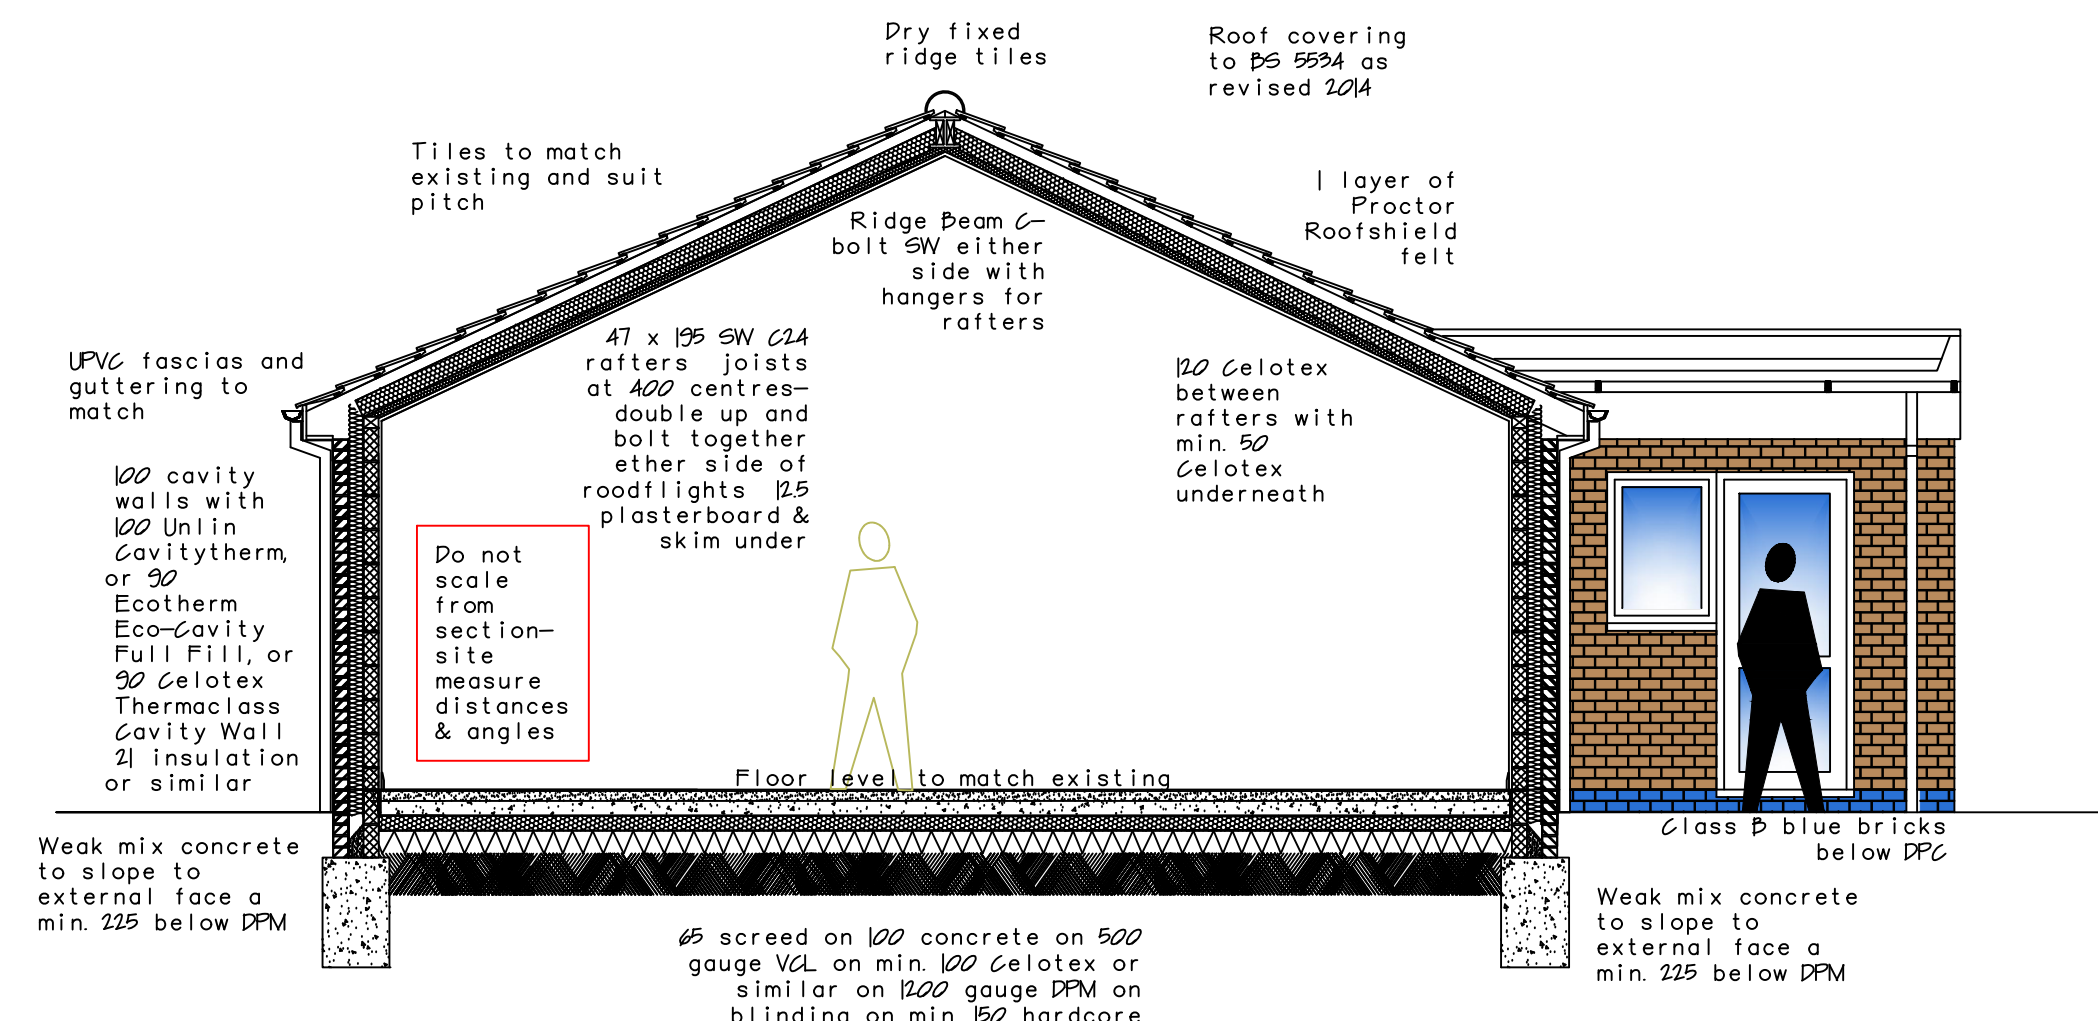 Dry fixed
ridge tiles
Roof covering
to BS 5534 as
revised 2014
Tiles to match
existing and suit
pitch
1 layer of
Proctor
Roofshield
felt
Ridge Beam C-
bolt SW either
side with
hangers for
rafters
47 x 195 SW C24
rafters joists
at 400 centres-
double up and
bolt together
ether side of
roodflights 12.5
plasterboard &
skim under
120 Celotex
between
rafters with
min. 50
Celotex
underneath
UPVC fascias and
guttering to
match
100 cavity
walls with
100 Unlin
Cavitytherm,
or 90
Ecotherm
Eco-Cavity
Full Fill, or
90 Celotex
Thermaclass
Cavity Wall
21 insulation
or similar
Do not
scale
from
section-
site
measure
distances
& angles
Floor level to match existing
Weak mix concrete
to slope to
external face a
min. 225 below DPM
Class B blue bricks
below DPC
Weak mix concrete
to slope to
external face a
min. 225 below DPM
65 screed on 100 concrete on 500
gauge VCL on min. 100 Celotex or
similar on 1200 gauge DPM on
blinding on min 150 hardcore